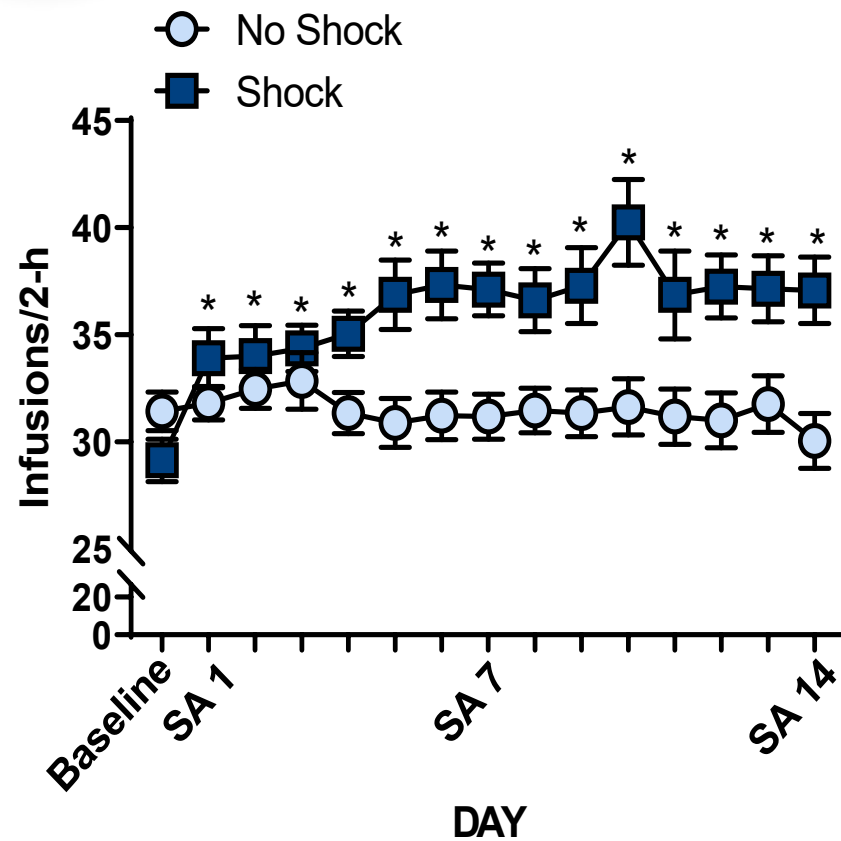 No Shock
Shock
45
40
35
30
25
20
0
Infusions/2-h
* * * * * * * * * * * * * *
Baseline
SA 1
SA 7
SA 14
DAY